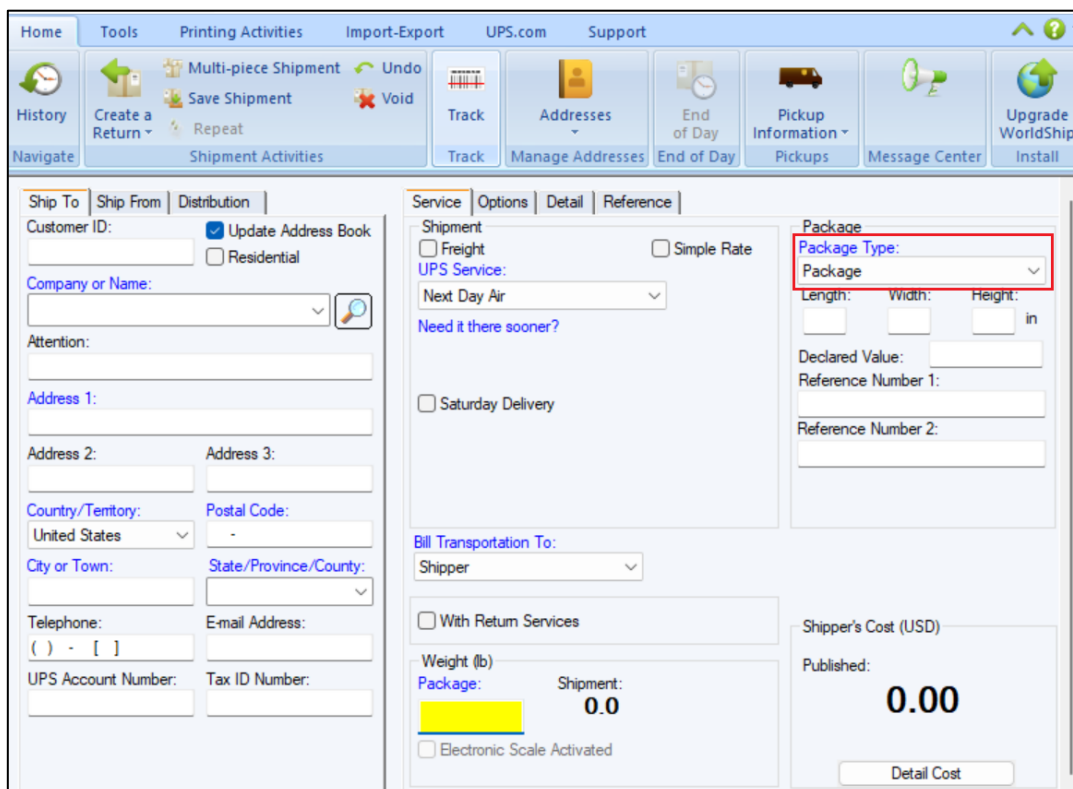 Home Tools Printing Activities Import-Export UPS.com Support
History
Create a
Return
Multi-piece Shipment
Save Shipment
Repeat
Undo
Void
Track
Addresses
End
of Day
Pickup
Information
Upgrade
WorldShip
Navigate Shipment Activities Track Manage Addresses End of Day Pickups Message Center Install
Ship To Ship From Distribution
Customer ID:
Update Address Book
Residential
Company or Name:
Attention:
Address 1:
Address 2: Address 3:
Country/Territory: Postal Code:
United States -
City or Town: State/Province/County:
Telephone: E-mail Address:
( ) - [ ]
UPS Account Number: Tax ID Number:
Service Options Detail Reference
Shipment
Freight Simple Rate
UPS Service:
Next Day Air
Need it there sooner?
Saturday Delivery
Bill Transportation To:
Shipper
With Return Services
Weight (lb)
Package: Shipment:
0.0
Electronic Scale Activated
Package
Package Type:
Package
Length: Width: Height:
in
Declared Value:
Reference Number 1:
Reference Number 2:
Shipper's Cost (USD)
Published:
0.00
Detail Cost